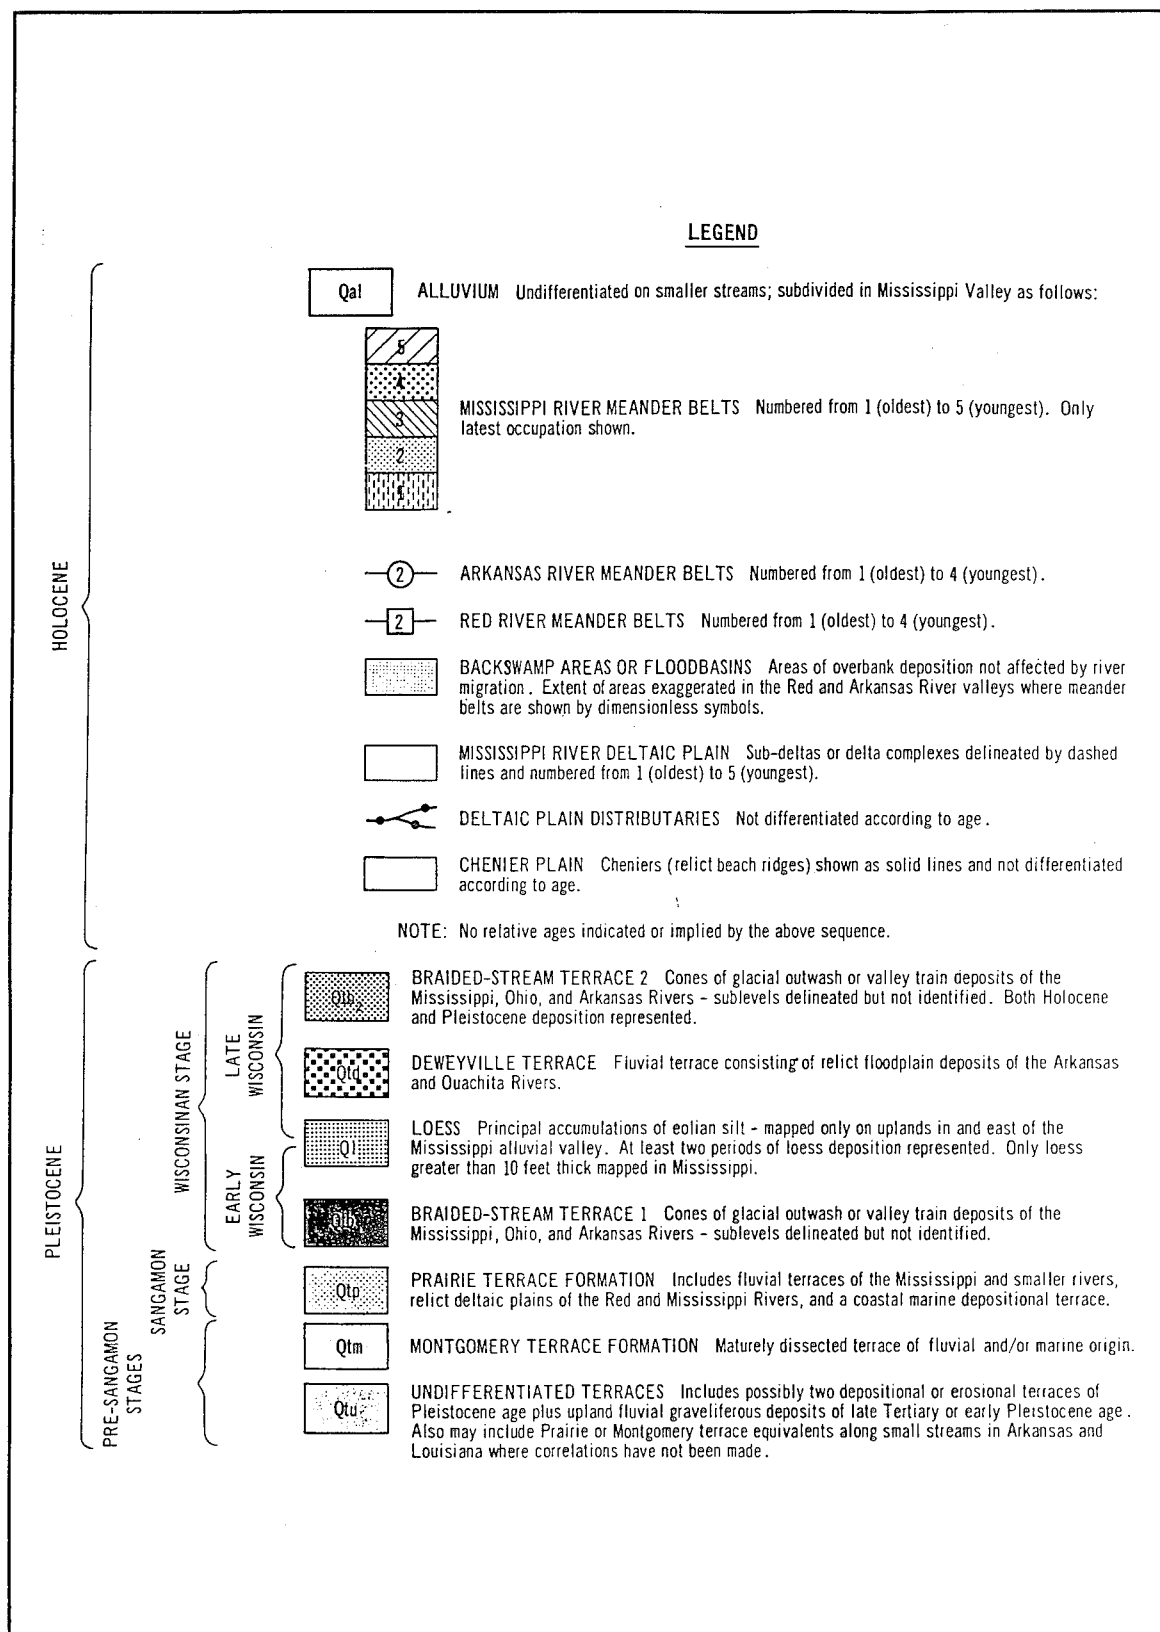 LEGEND
HOLOCENE
Qal
ALLUVIUM Undifferentiated on smaller streams; subdivided in Mississippi Valley as follows:
5
4
3
2
1
MISSISSIPPI RIVER MEANDER BELTS Numbered from 1 (oldest) to 5 (youngest). Only
latest occupation shown.
2
ARKANSAS RIVER MEANDER BELTS Numbered from 1 (oldest) to 4 (youngest).
2
RED RIVER MEANDER BELTS Numbered from 1 (oldest) to 4 (youngest).
BACKSWAMP AREAS OR FLOODBASINS Areas of overbank deposition not affected by river
migration. Extent of areas exaggerated in the Red and Arkansas River valleys where meander
belts are shown by dimensionless symbols.
MISSISSIPPI RIVER DELTAIC PLAIN Sub-deltas or delta complexes delineated by dashed
lines and numbered from 1 (oldest) to 5 (youngest).
DELTAIC PLAIN DISTRIBUTARIES Not differentiated according to age.
CHENIER PLAIN Cheniers (relict beach ridges) shown as solid lines and not differentiated
according to age.
NOTE: No relative ages indicated or implied by the above sequence.
PLEISTOCENE
WISCONSINAN STAGE
LATE
WISCONSIN
BRAIDED-STREAM TERRACE 2 Cones of glacial outwash or valley train deposits of the
Mississippi, Ohio, and Arkansas Rivers - sublevels delineated but not identified. Both Holocene
and Pleistocene deposition represented.
Qtd
DEWEYVILLE TERRACE Fluvial terrace consisting of relict floodplain deposits of the Arkansas
and Ouachita Rivers.
EARLY
WISCONSIN
Ql
LOESS Principal accumulations of eolian silt - mapped only on uplands in and east of the
Mississippi alluvial valley. At least two periods of loess deposition represented. Only loess
greater than 10 feet thick mapped in Mississippi.
BRAIDED-STREAM TERRACE 1 Cones of glacial outwash or valley train deposits of the
Mississippi, Ohio, and Arkansas Rivers - sublevels delineated but not identified.
SANGAMON
STAGE
Qtp
PRAIRIE TERRACE FORMATION Includes fluvial terraces of the Mississippi and smaller rivers,
relict deltaic plains of the Red and Mississippi Rivers, and a coastal marine depositional terrace.
PRE-SANGAMON
STAGES
Qtm
MONTGOMERY TERRACE FORMATION Maturely dissected terrace of fluvial and/or marine origin.
Qtu
UNDIFFERENTIATED TERRACES Includes possibly two depositional or erosional terraces of
Pleistocene age plus upland fluvial graveliferous deposits of late Tertiary or early Pleistocene age.
Also may include Prairie or Montgomery terrace equivalents along small streams in Arkansas and
Louisiana where correlations have not been made.